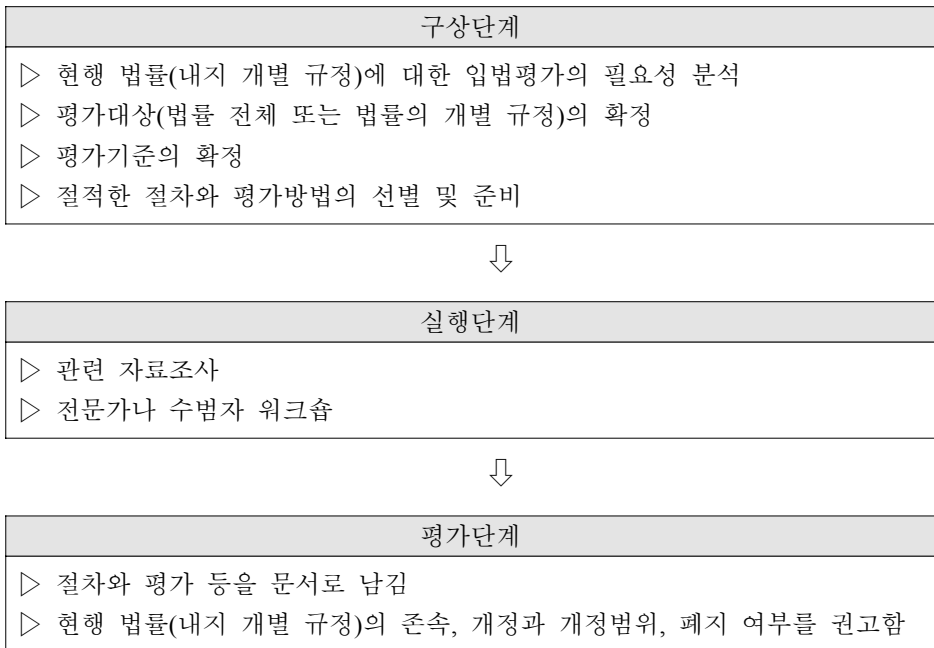 구상단계
▷ 현행 법률(내지 개별 규정)에 대한 입법평가의 필요성 분석
▷ 평가대상(법률 전체 또는 법률의 개별 규정)의 확정
▷ 평가기준의 확정
▷ 절적한 절차와 평가방법의 선별 및 준비
⇩
실행단계
▷ 관련 자료조사
▷ 전문가나 수범자 워크숍
⇩
평가단계
▷ 절차와 평가 등을 문서로 남김
▷ 현행 법률(내지 개별 규정)의 존속, 개정과 개정범위, 폐지 여부를 권고함